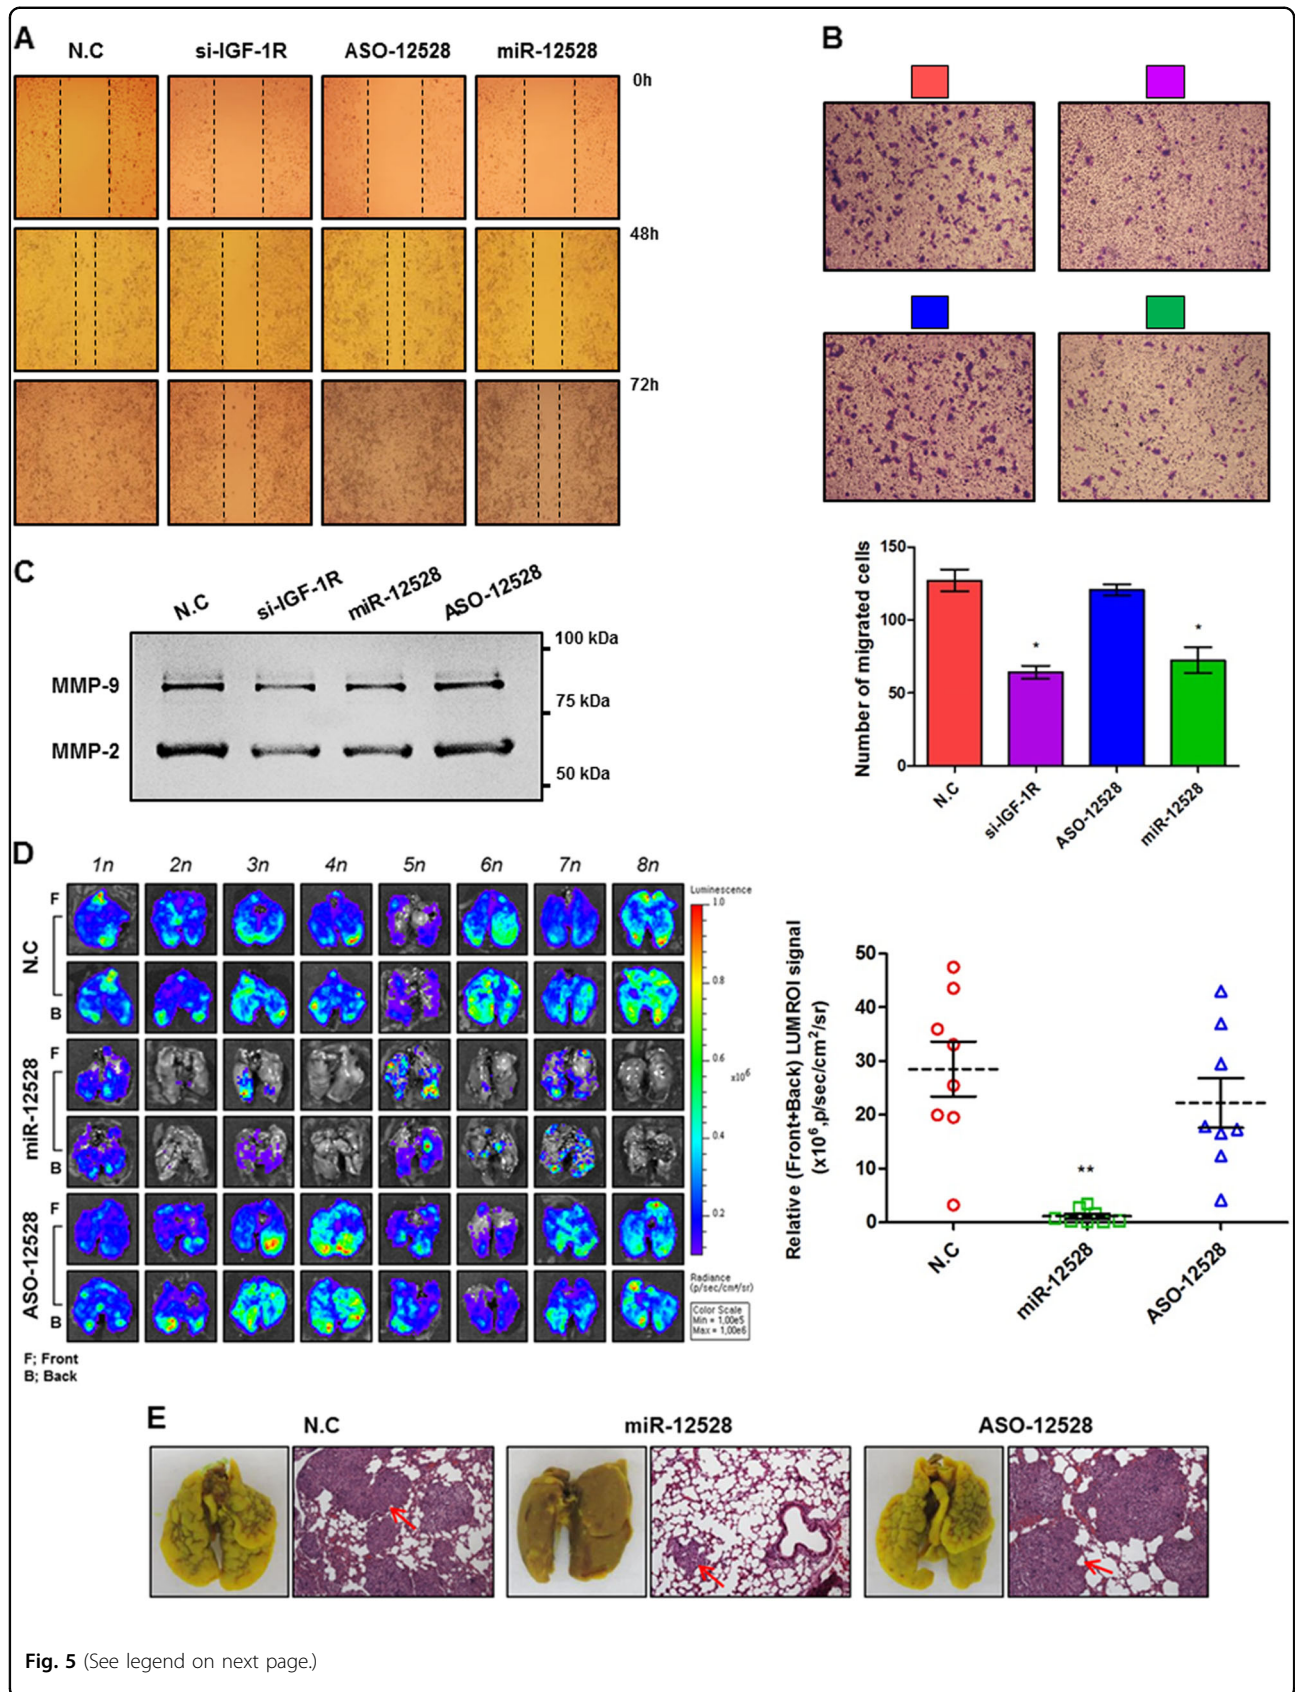 A
N.C si-IGF-1R ASO-12528 miR-12528
0h
48h
72h
B
150
100
50
0
Number of migrated cells
*
*
N.C si-IGF-1R ASO-12528 miR-12528
C
N.C si-IGF-1R miR-12528 ASO-12528
MMP-9
MMP-2
100 kDa
75 kDa
50 kDa
D
1n 2n 3n 4n 5n 6n 7n 8n
F
N.C
B
F
miR-12528
B
F
ASO-12528
B
F; Front
B; Back
Luminescence
1.0
0.8
0.6
x10⁶
0.4
0.2
Radiance
(p/sec/cm²/sr)
Color Scale
Min = 1,00e5
Max = 1,00e6
Relative (Front+Back) LUMROI signal
(x10⁶,p/sec/cm²/sr)
50
40
30
20
10
0
**
N.C miR-12528 ASO-12528
E
N.C miR-12528 ASO-12528
Fig. 5 (See legend on next page.)